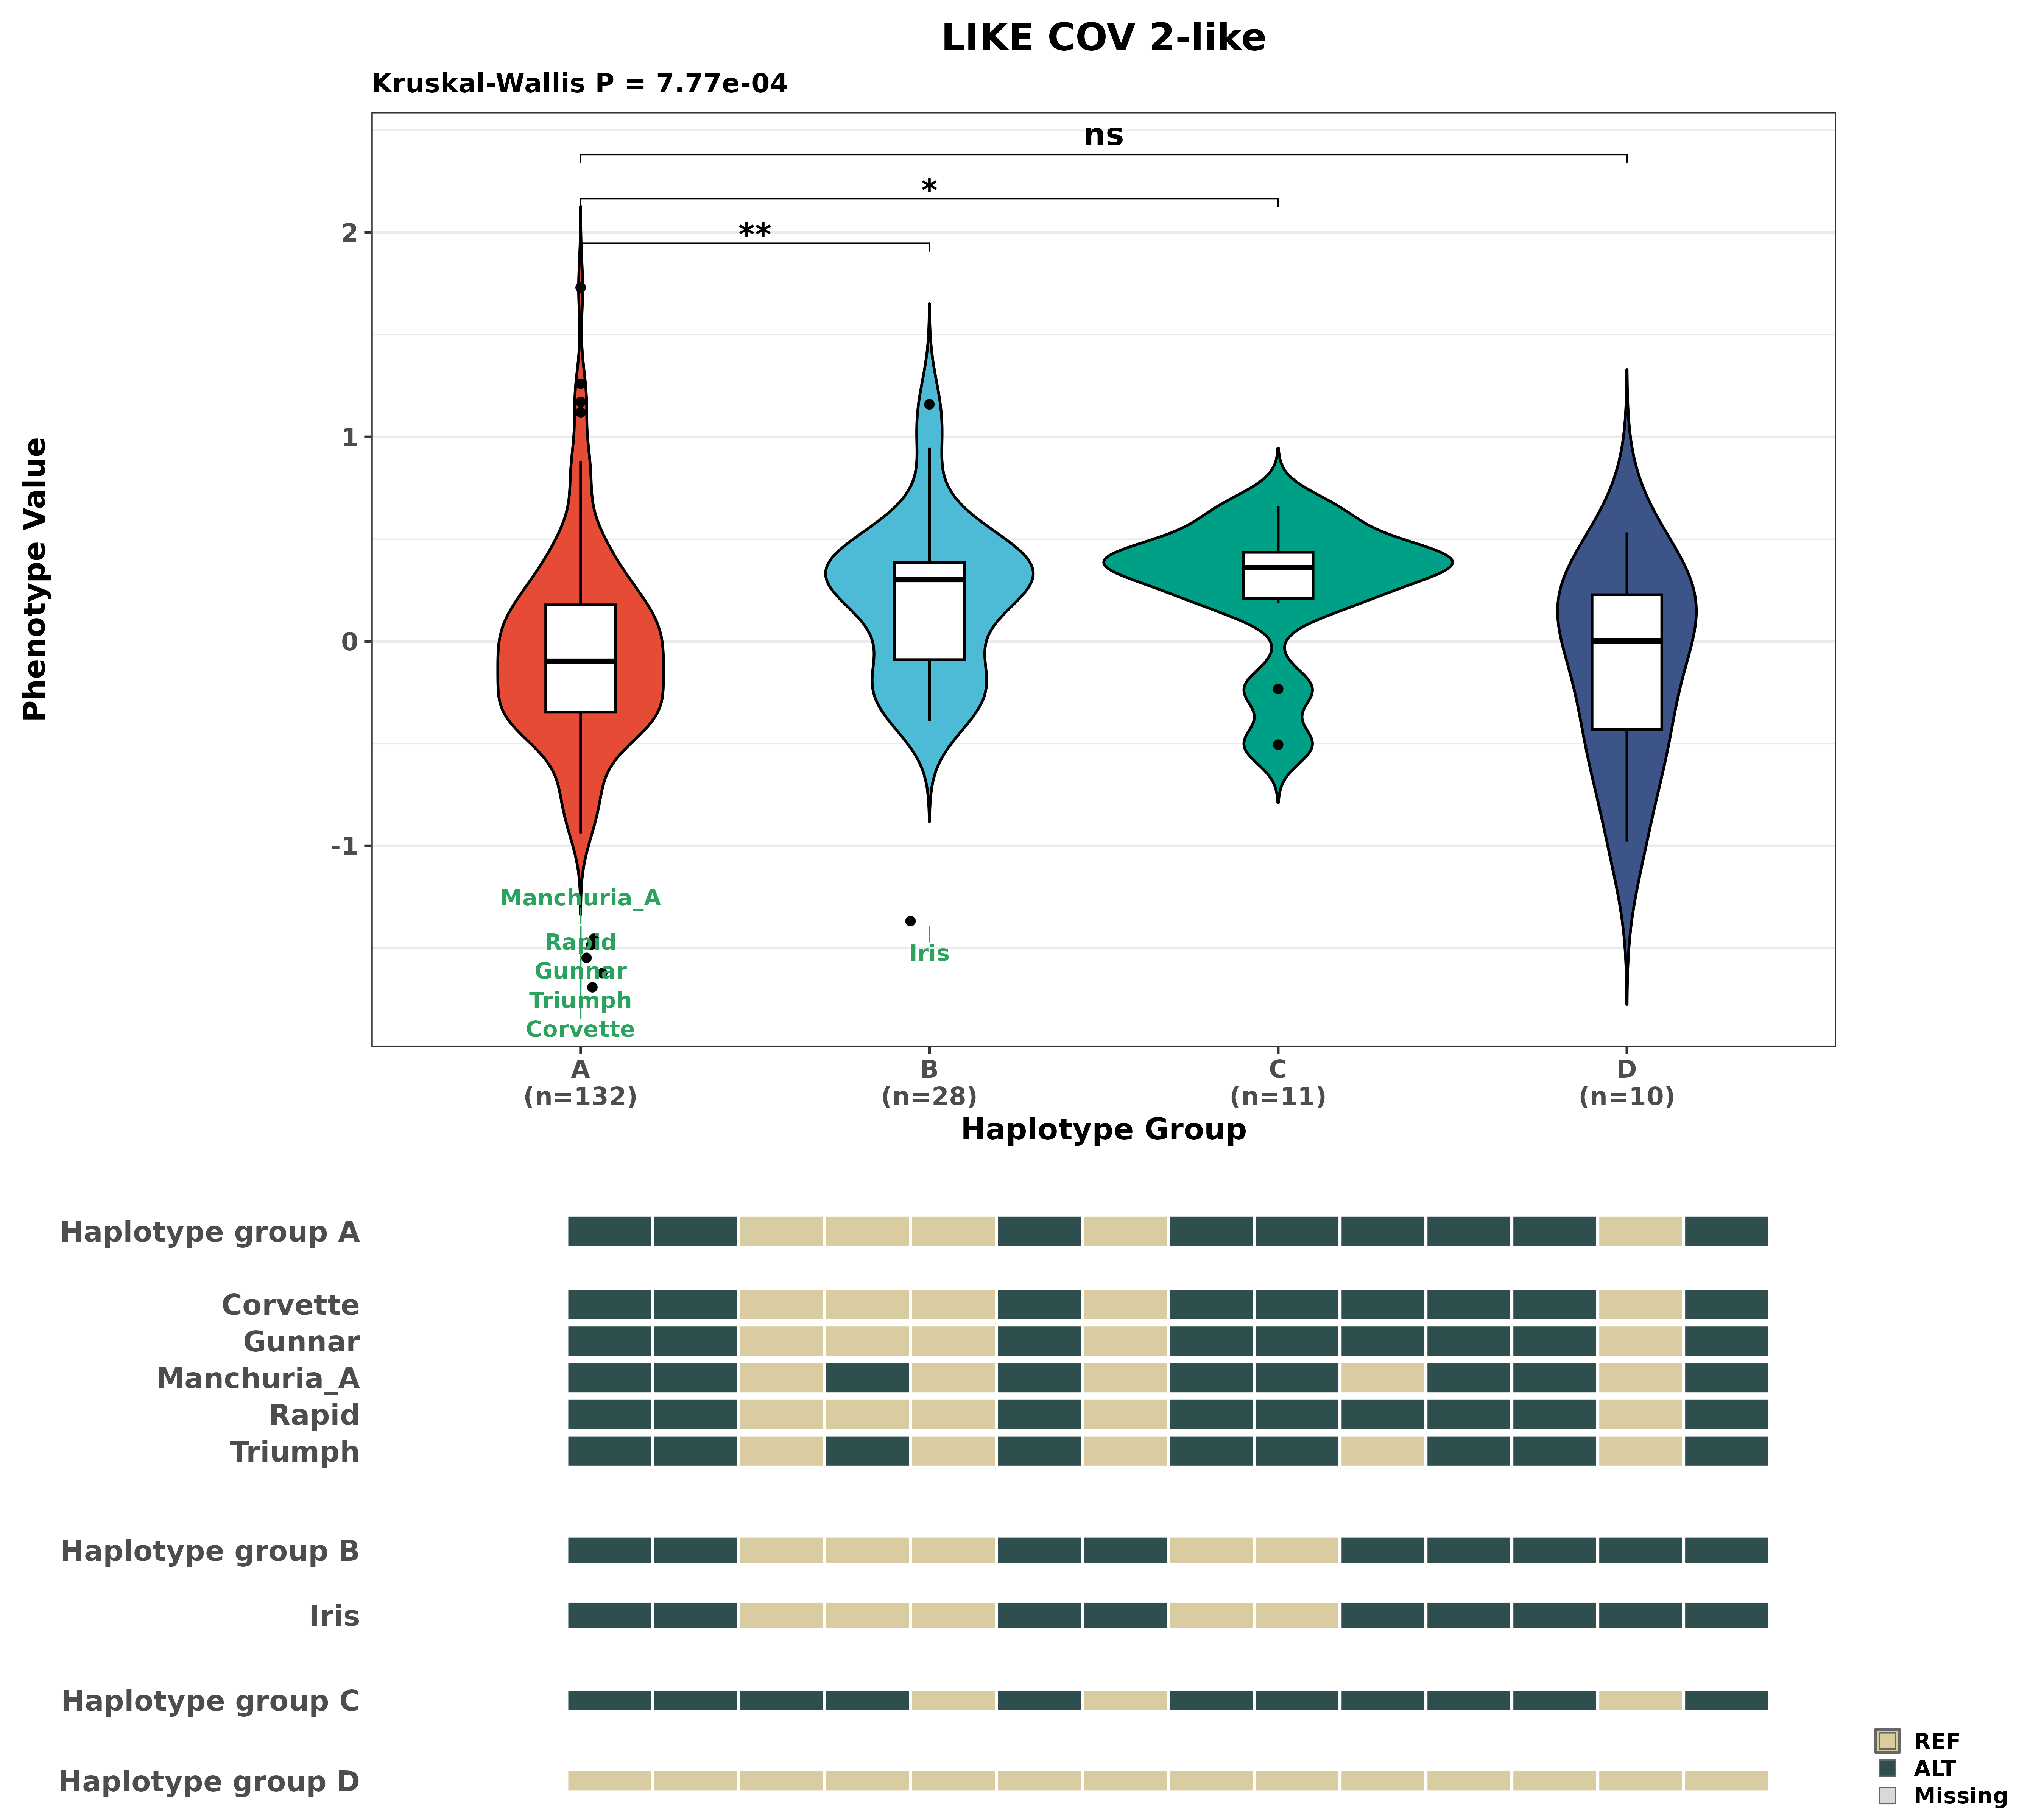 LIKE COV 2-like
Kruskal-Wallis P = 7.77e-04
ns
*
**
2
1
0
-1
Phenotype Value
Manchuria_A
Rapid
Gunnar
Triumph
Corvette
Iris
A
(n=132)
B
(n=28)
C
(n=11)
D
(n=10)
Haplotype Group
Haplotype group A
Corvette
Gunnar
Manchuria_A
Rapid
Triumph
Haplotype group B
Iris
Haplotype group C
Haplotype group D
REF
ALT
Missing